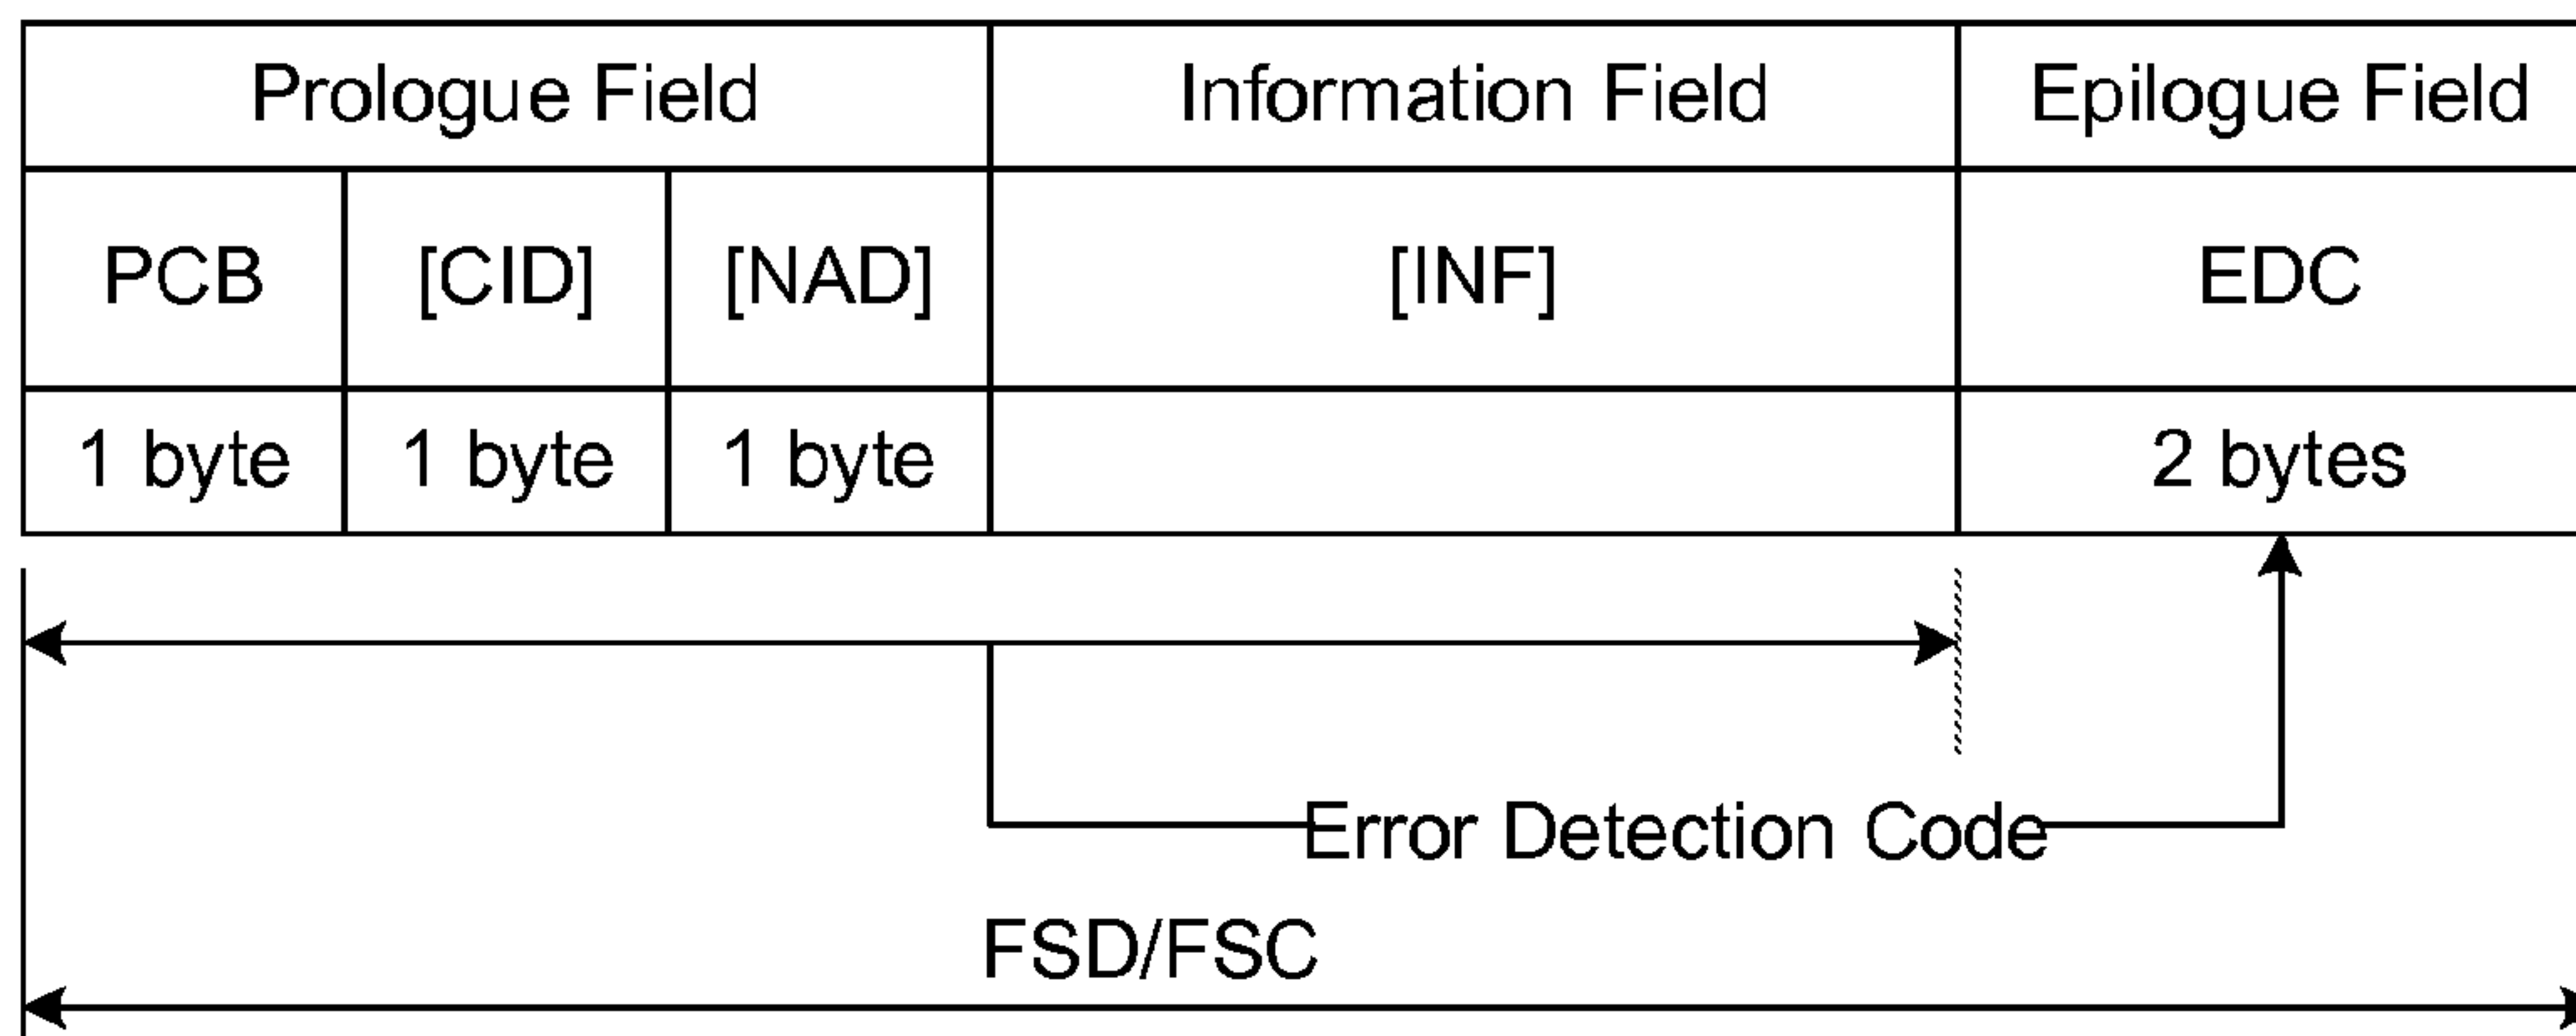 Prologue Field Information Field Epilogue Field
PCB [CID] [NAD] [INF] EDC
1 byte 1 byte 1 byte 2 bytes
Error Detection Code
FSD/FSC